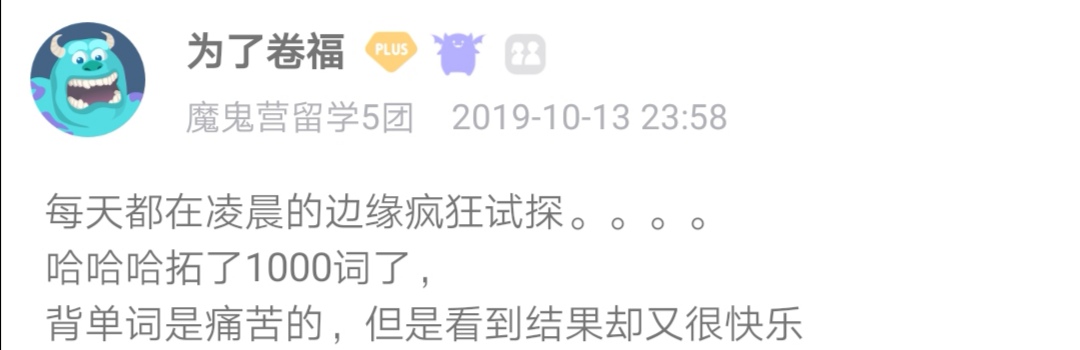 为了卷福 PLUS
魔鬼营留学5团 2019-10-13 23:58
每天都在凌晨的边缘疯狂试探。。。。
哈哈哈拓了1000词了，
背单词是痛苦的，但是看到结果却又很快乐